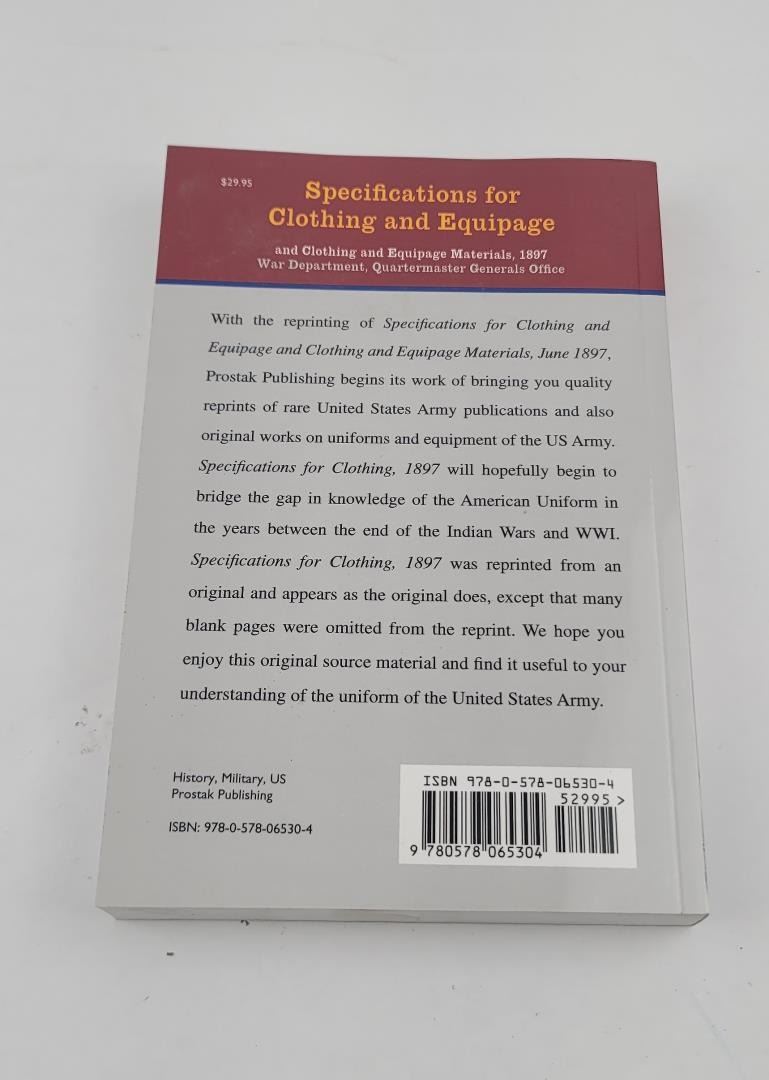 $29.95
Specifications for
Clothing and Equipage
and Clothing and Equipage Materials, 1897
War Department, Quartermaster Generals Office
With the reprinting of Specifications for Clothing and
Equipage and Clothing and Equipage Materials, June 1897,
Prostak Publishing begins its work of bringing you quality
reprints of rare United States Army publications and also
original works on uniforms and equipment of the US Army.
Specifications for Clothing, 1897 will hopefully begin to
bridge the gap in knowledge of the American Uniform in
the years between the end of the Indian Wars and WWI.
Specifications for Clothing, 1897 was reprinted from an
original and appears as the original does, except that many
blank pages were omitted from the reprint. We hope you
enjoy this original source material and find it useful to your
understanding of the uniform of the United States Army.
History, Military, US
Prostak Publishing
ISBN: 978-0-578-06530-4
ISBN 978-0-578-06530-4
52995 >
9 780578 065304